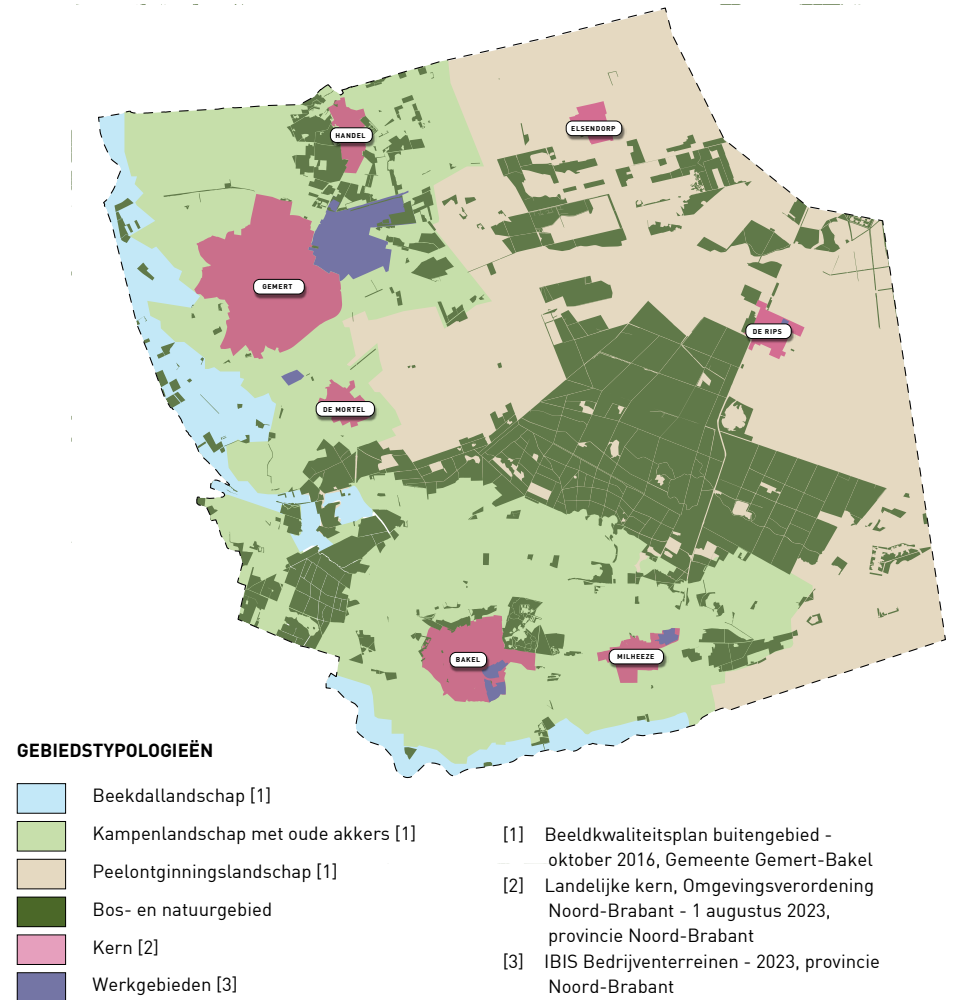 HANDEL
ELSENDORP
GEMERT
DE RIPS
DE MORTEL
BAKEL
MILHEEZE
GEBIEDSTYPOLOGIEËN
Beekdallandschap [1]
Kampenlandschap met oude akkers [1]
Peelontginningslandschap [1]
Bos- en natuurgebied
Kern [2]
Werkgebieden [3]
[1] Beeldkwaliteitsplan buitengebied -
oktober 2016, Gemeente Gemert-Bakel
[2] Landelijke kern, Omgevingsverordening
Noord-Brabant - 1 augustus 2023,
provincie Noord-Brabant
[3] IBIS Bedrijventerreinen - 2023, provincie
Noord-Brabant